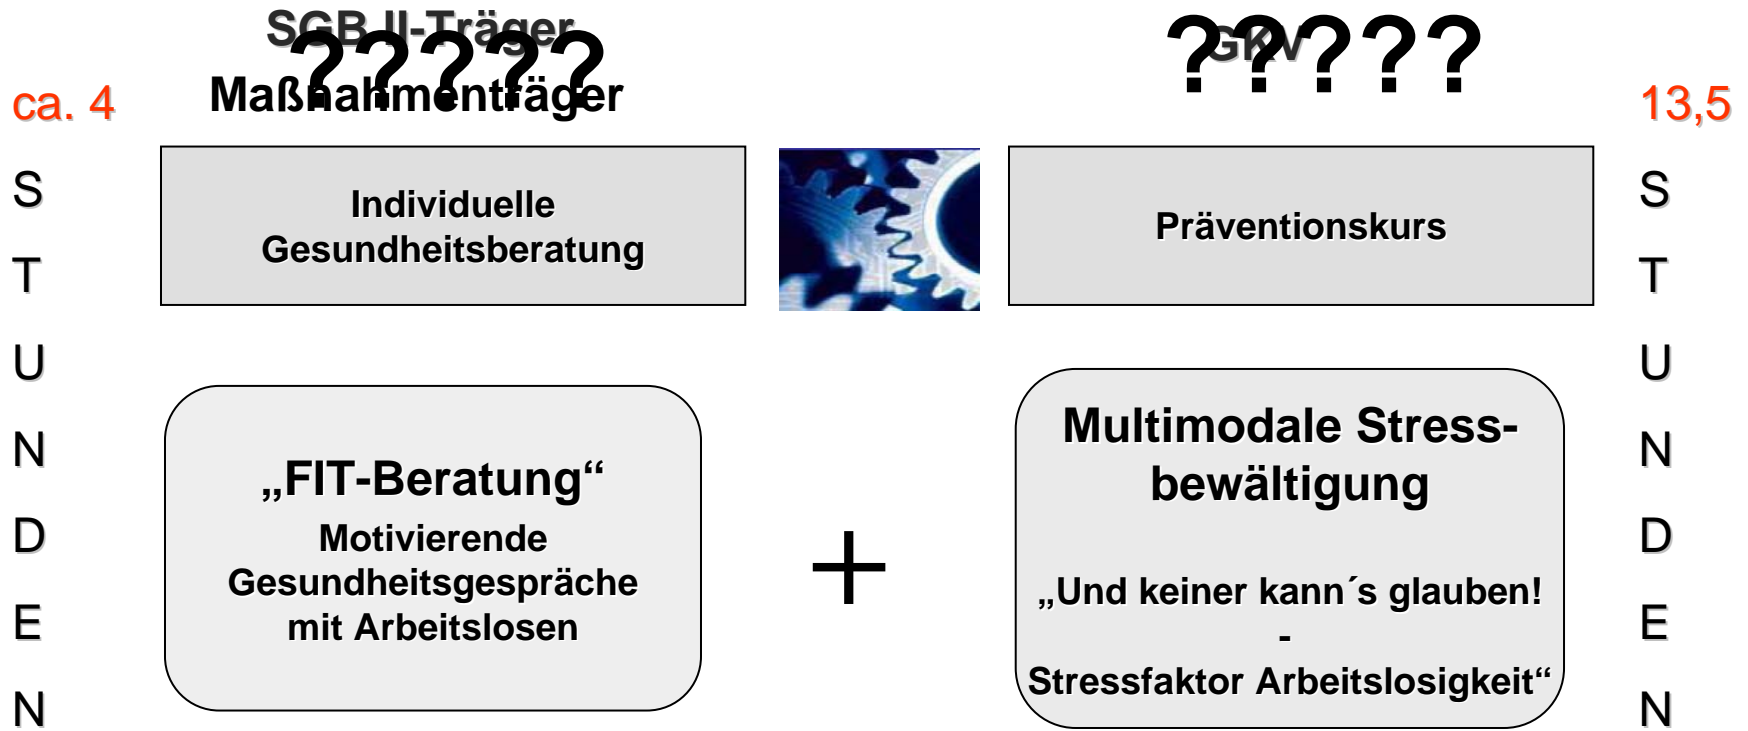 SGB II-Träger
?????
Maßnahmenträger
GKV
?????
ca. 4
S
T
U
N
D
E
N
Individuelle
Gesundheitsberatung
Präventionskurs
13,5
S
T
U
N
D
E
N
„FIT-Beratung“
Motivierende
Gesundheitsgespräche
mit Arbeitslosen
+
Multimodale Stress-
bewältigung
„Und keiner kann´s glauben!
-
Stressfaktor Arbeitslosigkeit“